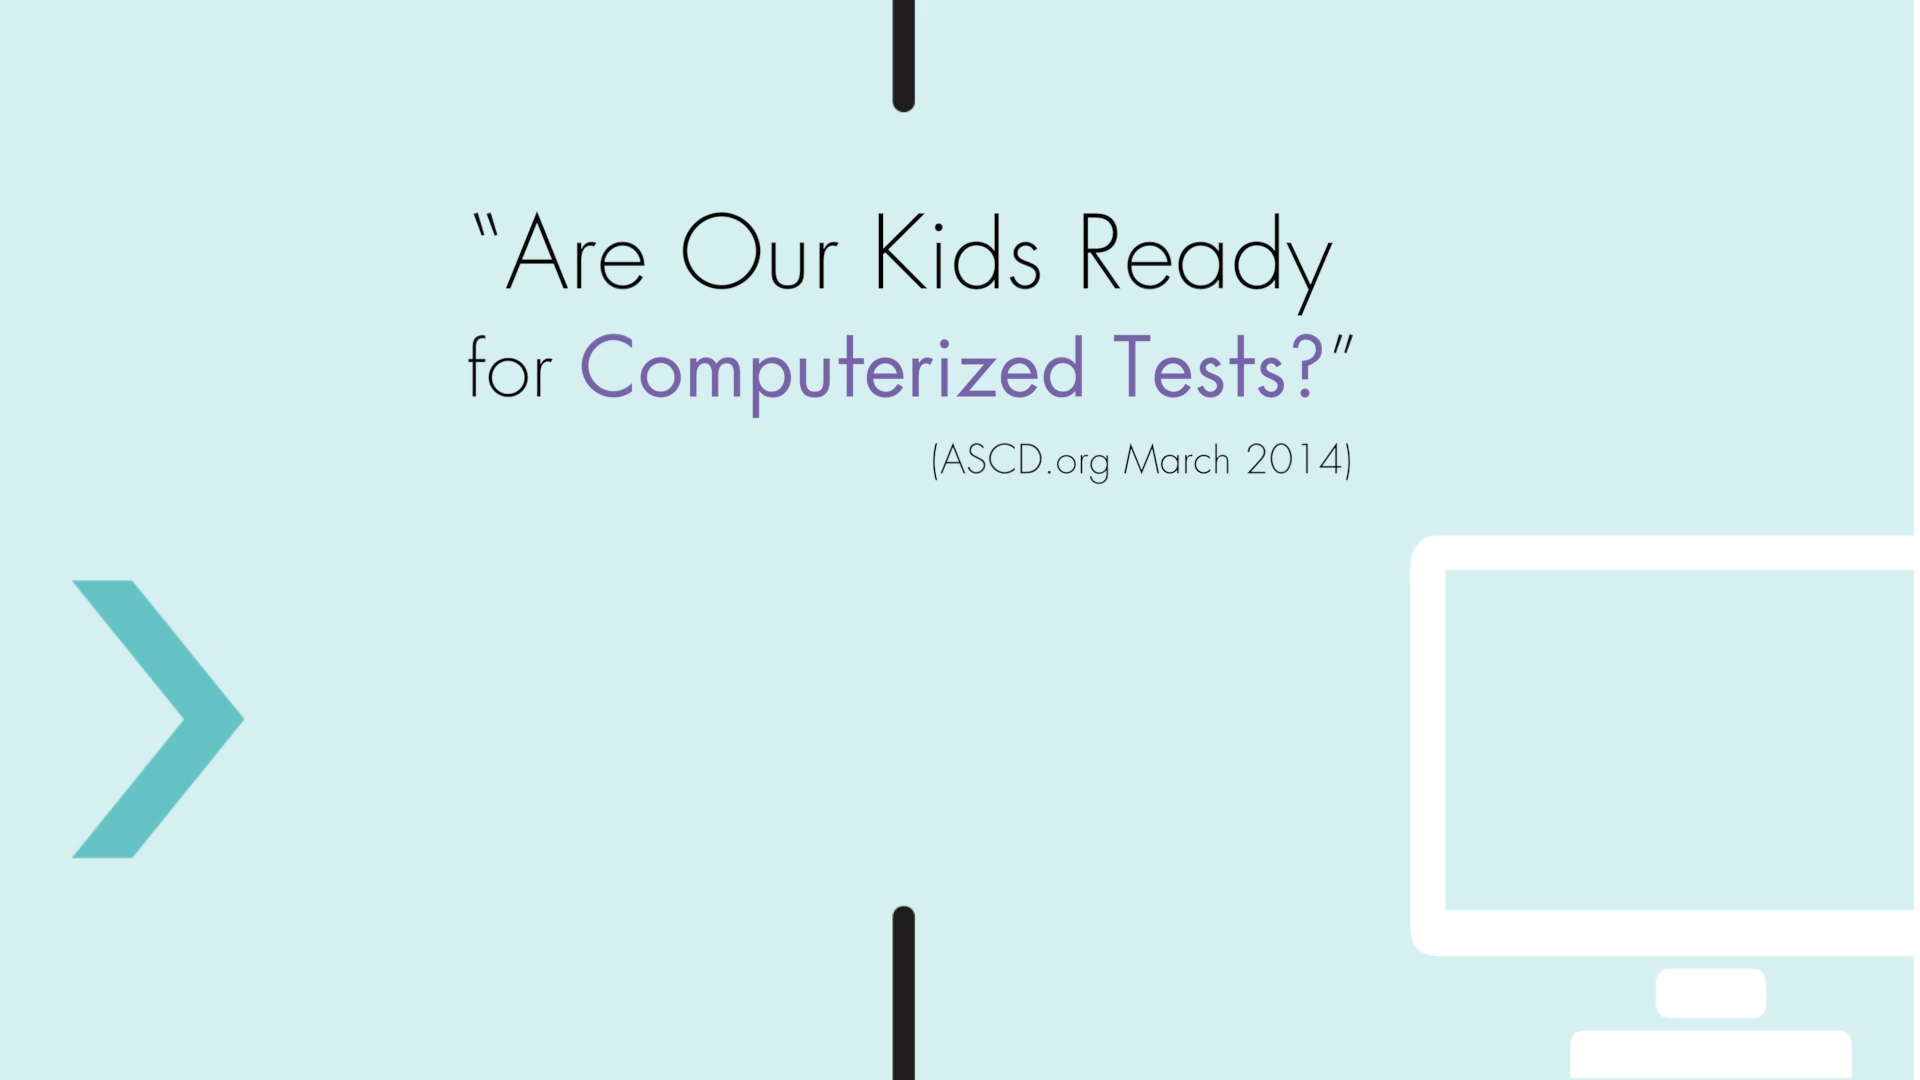 “Are Our Kids Ready
for Computerized Tests?”
(ASCD.org March 2014)